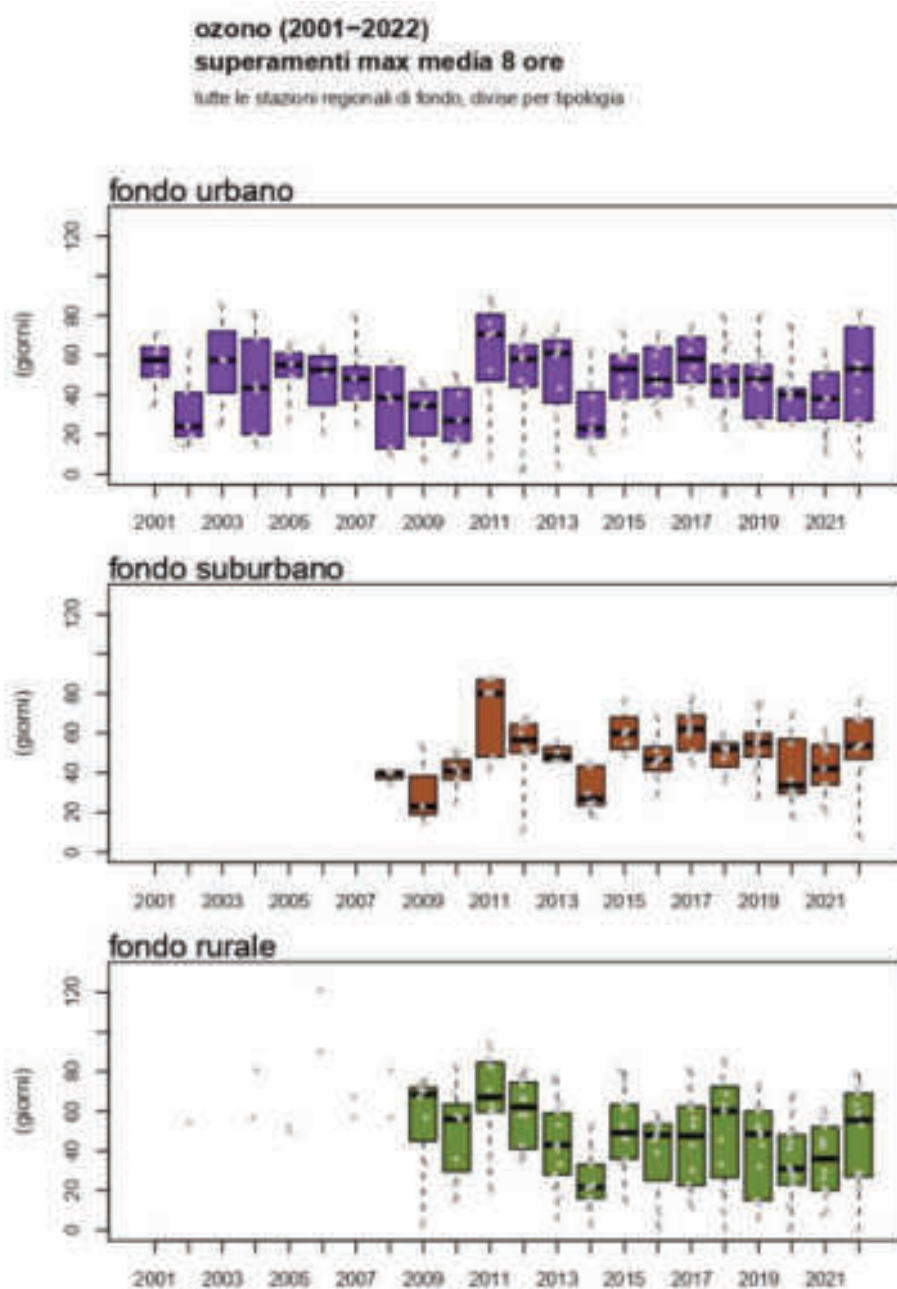 ozono (2001−2022)
superamenti max media 8 ore
tutte le stazioni regionali di fondo, divise per tipologia
fondo urbano
120
80
60
40
20
0
(giorni)
2001 2003 2005 2007 2009 2011 2013 2015 2017 2019 2021
fondo suburbano
120
80
60
40
20
0
(giorni)
2001 2003 2005 2007 2009 2011 2013 2015 2017 2019 2021
fondo rurale
120
80
60
40
20
0
(giorni)
2001 2003 2005 2007 2009 2011 2013 2015 2017 2019 2021